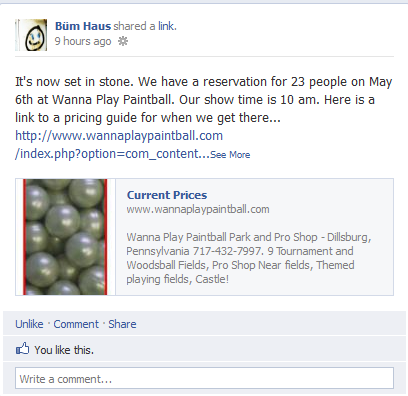 Büm Haus shared a link.
9 hours ago
It's now set in stone. We have a reservation for 23 people on May
6th at Wanna Play Paintball. Our show time is 10 am. Here is a
link to a pricing guide for when we get there...
http://www.wannaplaypaintball.com
/index.php?option=com_content...See More
Current Prices
www.wannaplaypaintball.com
Wanna Play Paintball Park and Pro Shop - Dillsburg,
Pennsylvania 717-432-7997. 9 Tournament and
Woodsball Fields, Pro Shop Near fields, Themed
playing fields, Castle!
Unlike · Comment · Share
You like this.
Write a comment...